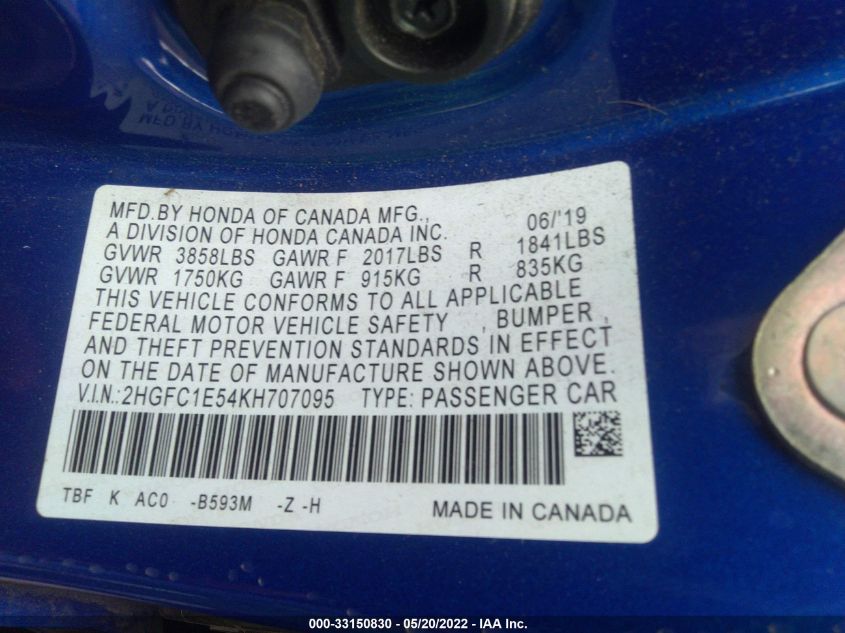 MFD.BY HONDA OF CANADA MFG.,
A DIVISION OF HONDA CANADA INC. 06/'19
GVWR 3858LBS GAWR F 2017LBS R 1841LBS
GVWR 1750KG GAWR F 915KG R 835KG
THIS VEHICLE CONFORMS TO ALL APPLICABLE
FEDERAL MOTOR VEHICLE SAFETY , BUMPER ,
AND THEFT PREVENTION STANDARDS IN EFFECT
ON THE DATE OF MANUFACTURE SHOWN ABOVE.
V.I.N.:2HGFC1E54KH707095 TYPE: PASSENGER CAR
TBF K AC0 -B593M -Z -H MADE IN CANADA
000-33150830 - 05/20/2022 - IAA Inc.